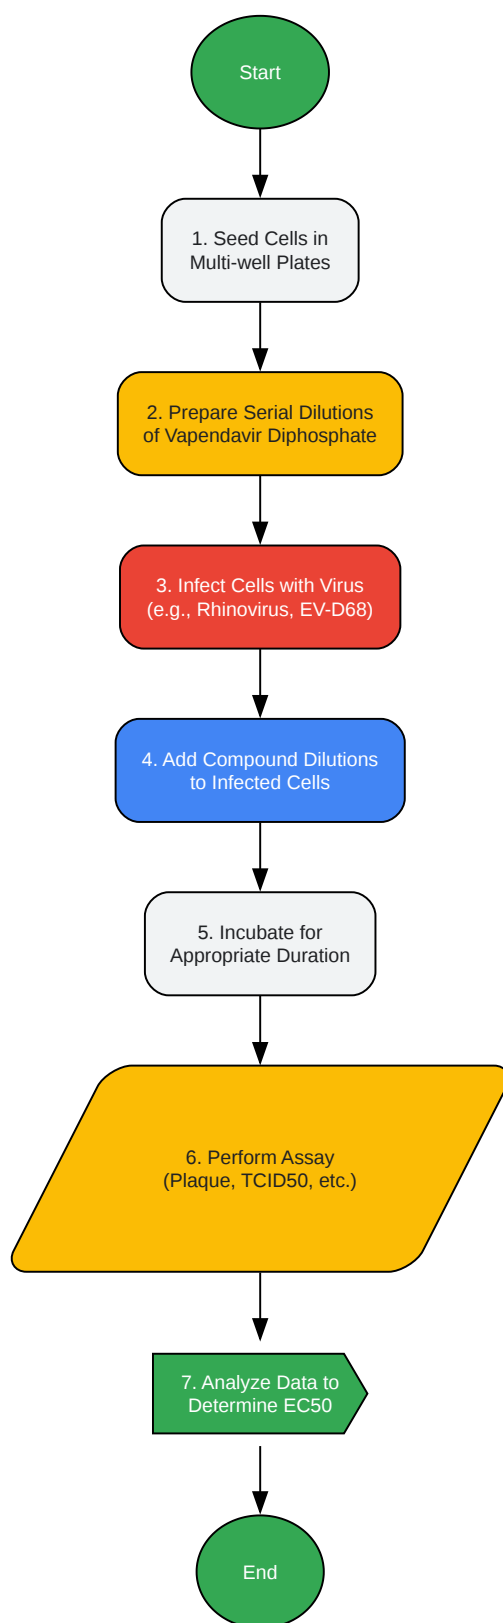 Start
1. Seed Cells in
Multi-well Plates
2. Prepare Serial Dilutions
of Vapendavir Diphosphate
3. Infect Cells with Virus
(e.g., Rhinovirus, EV-D68)
4. Add Compound Dilutions
to Infected Cells
5. Incubate for
Appropriate Duration
6. Perform Assay
(Plaque, TCID50, etc.)
7. Analyze Data to
Determine EC50
End